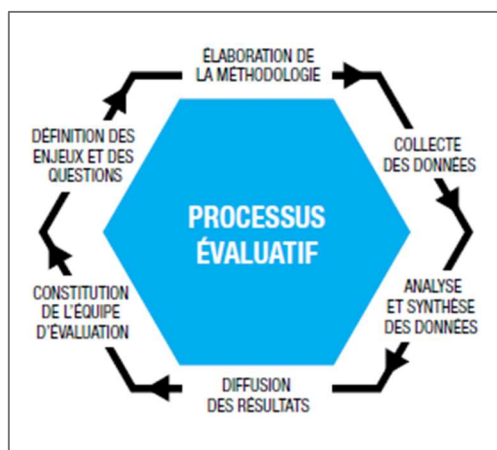 ÉLABORATION DE
LA MÉTHODOLOGIE
DÉFINITION DES
ENJEUX ET DES
QUESTIONS
COLLECTE
DES DONNÉES
PROCESSUS
ÉVALUATIF
CONSTITUTION
DE L'ÉQUIPE
D'ÉVALUATION
ANALYSE
ET SYNTHÈSE
DES DONNÉES
DIFFUSION
DES RÉSULTATS